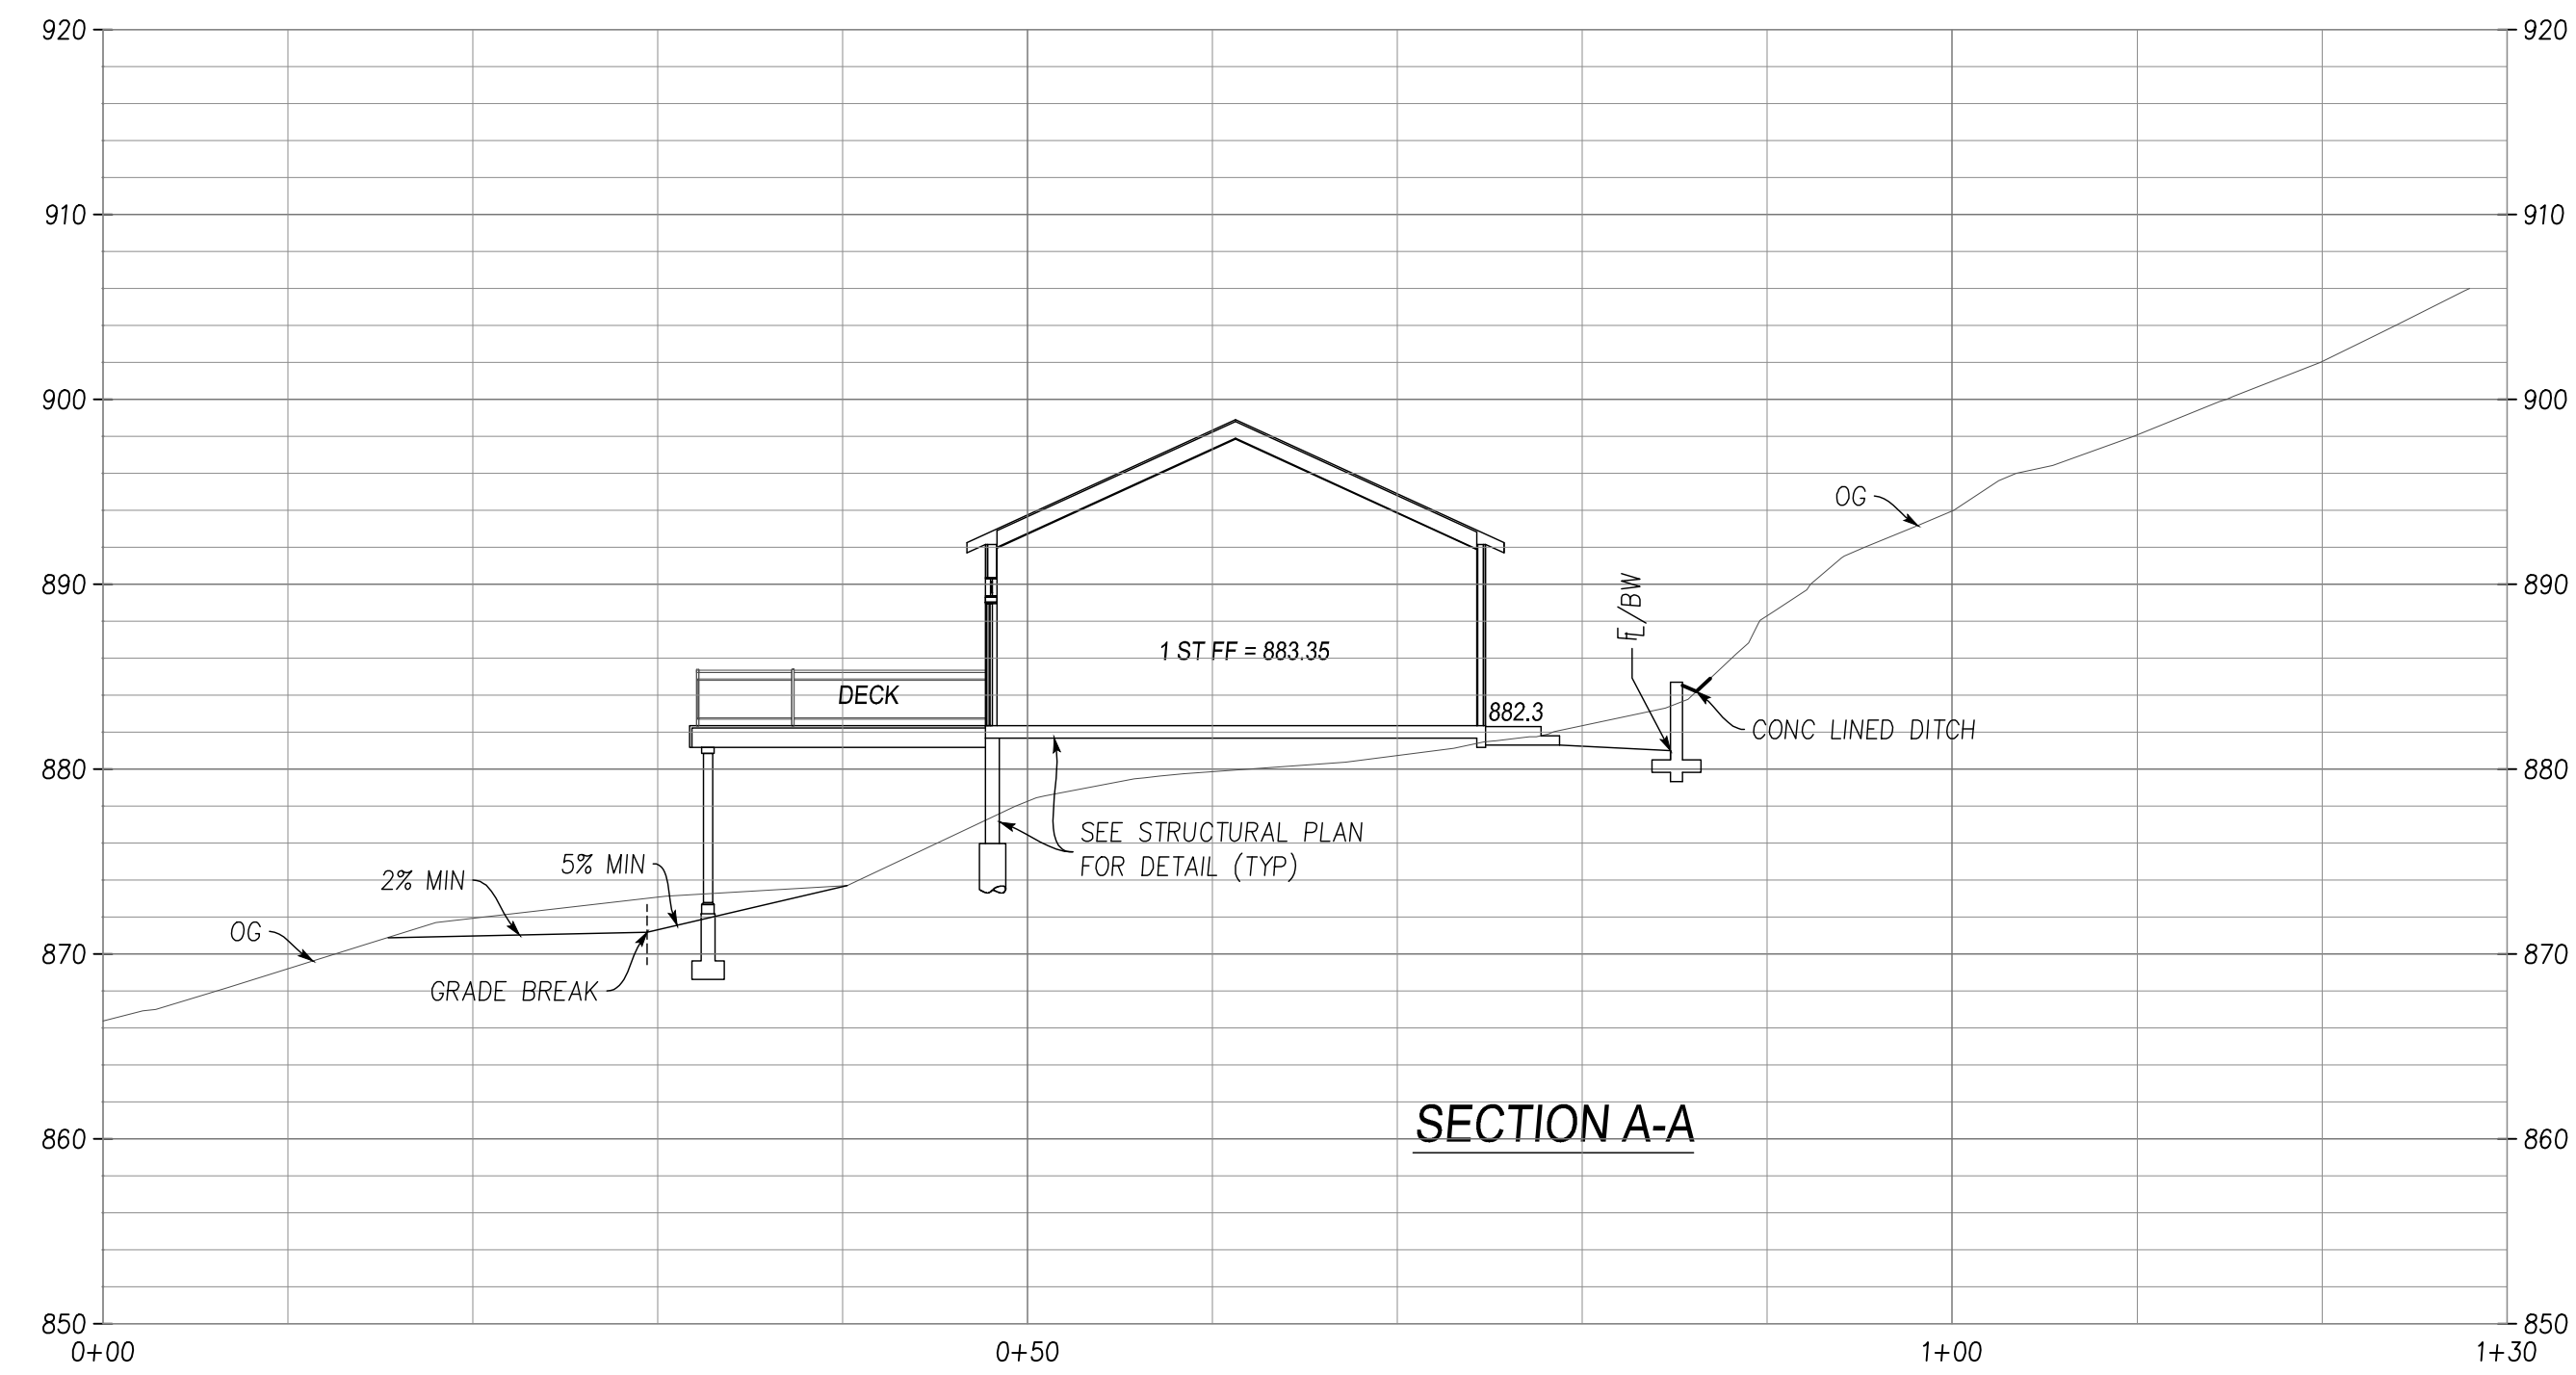 920
920
910
910
900
900
OG
890
890
FL/BW
1 ST FF = 883.35
DECK
882.3
CONC LINED DITCH
880
880
SEE STRUCTURAL PLAN
FOR DETAIL (TYP)
5% MIN
2% MIN
OG
870
870
GRADE BREAK
SECTION A-A
860
860
850
850
0+00
0+50
1+00
1+30